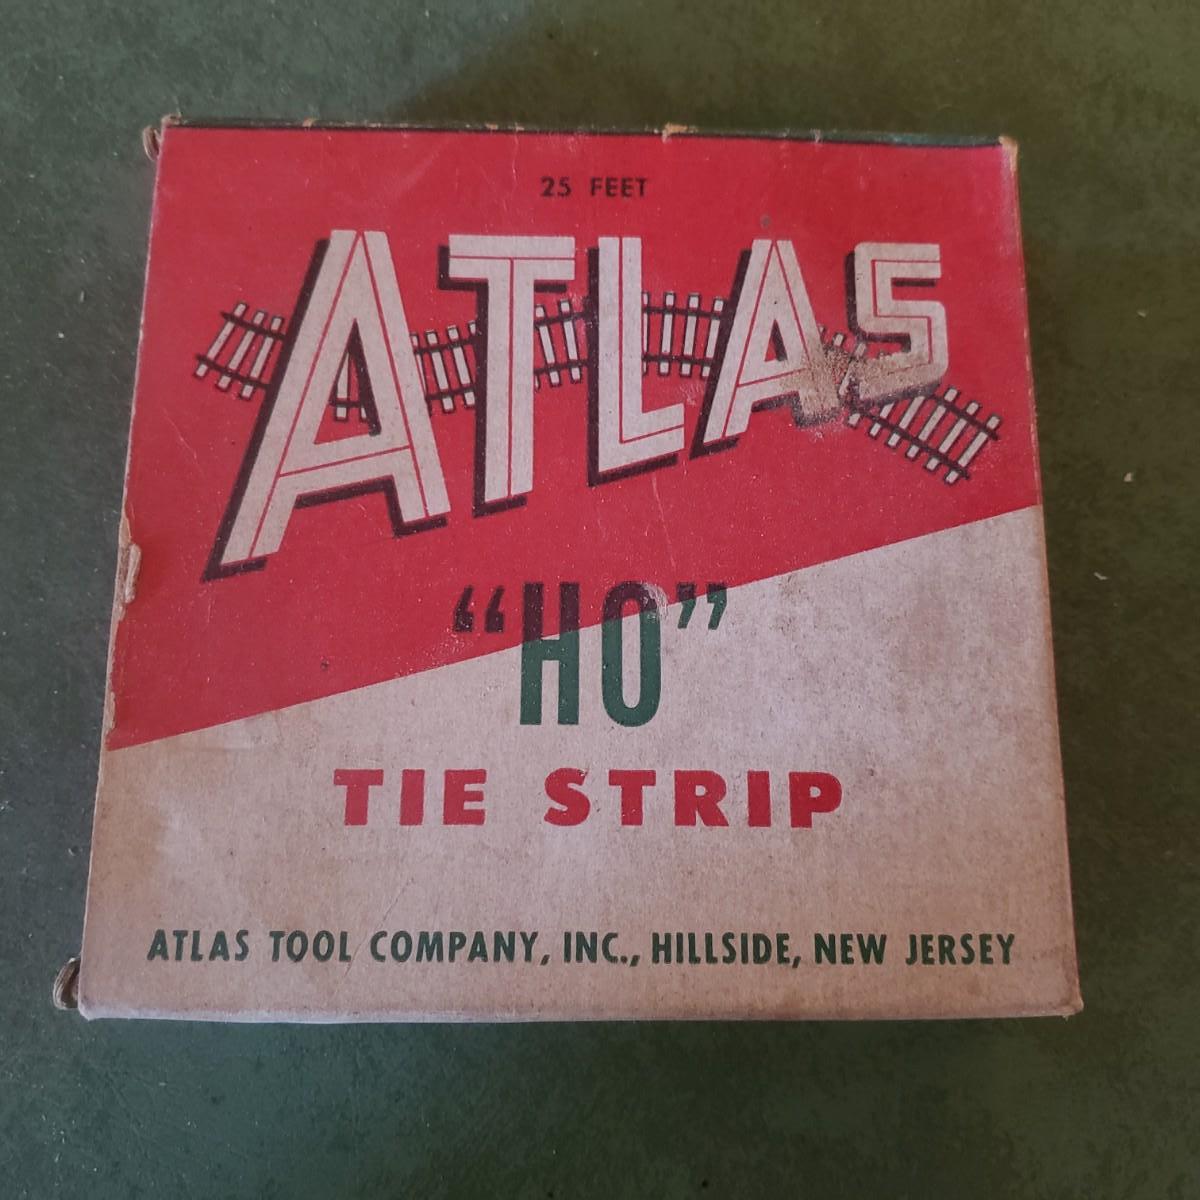 25 FEET
ATLAS
“HO”
TIE STRIP
ATLAS TOOL COMPANY, INC., HILLSIDE, NEW JERSEY